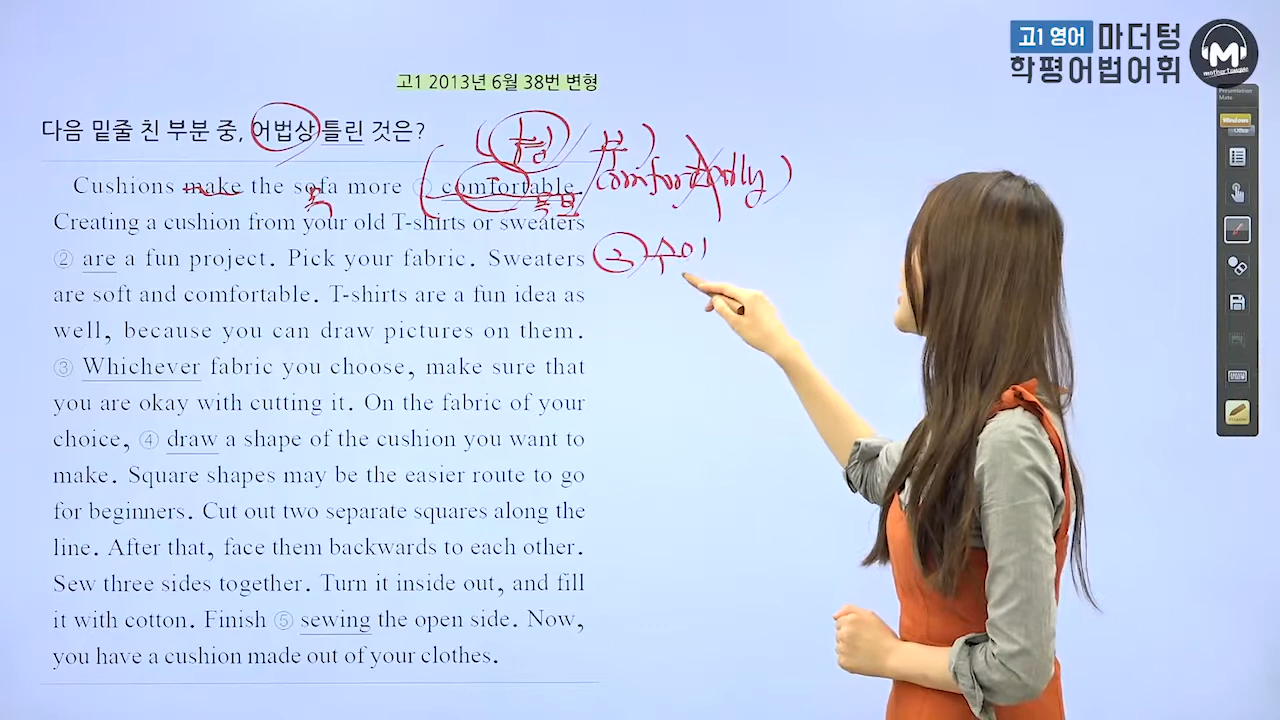 고1 영어 마더텅
학평어법어휘
M
mother tongue
Presentation
Mate
Windows
Office
고1 2013년 6월 38번 변형
다음 밑줄 친 부분 중, 어법상 틀린 것은?
(형/부)
Cushions make the sofa more ① comfortable. / comfortably)
목 목보
Creating a cushion from your old T-shirts or sweaters
② are a fun project. Pick your fabric. Sweaters
② 수일
are soft and comfortable. T-shirts are a fun idea as
well, because you can draw pictures on them.
③ Whichever fabric you choose, make sure that
you are okay with cutting it. On the fabric of your
choice, ④ draw a shape of the cushion you want to
make. Square shapes may be the easier route to go
for beginners. Cut out two separate squares along the
line. After that, face them backwards to each other.
Sew three sides together. Turn it inside out, and fill
it with cotton. Finish ⑤ sewing the open side. Now,
you have a cushion made out of your clothes.